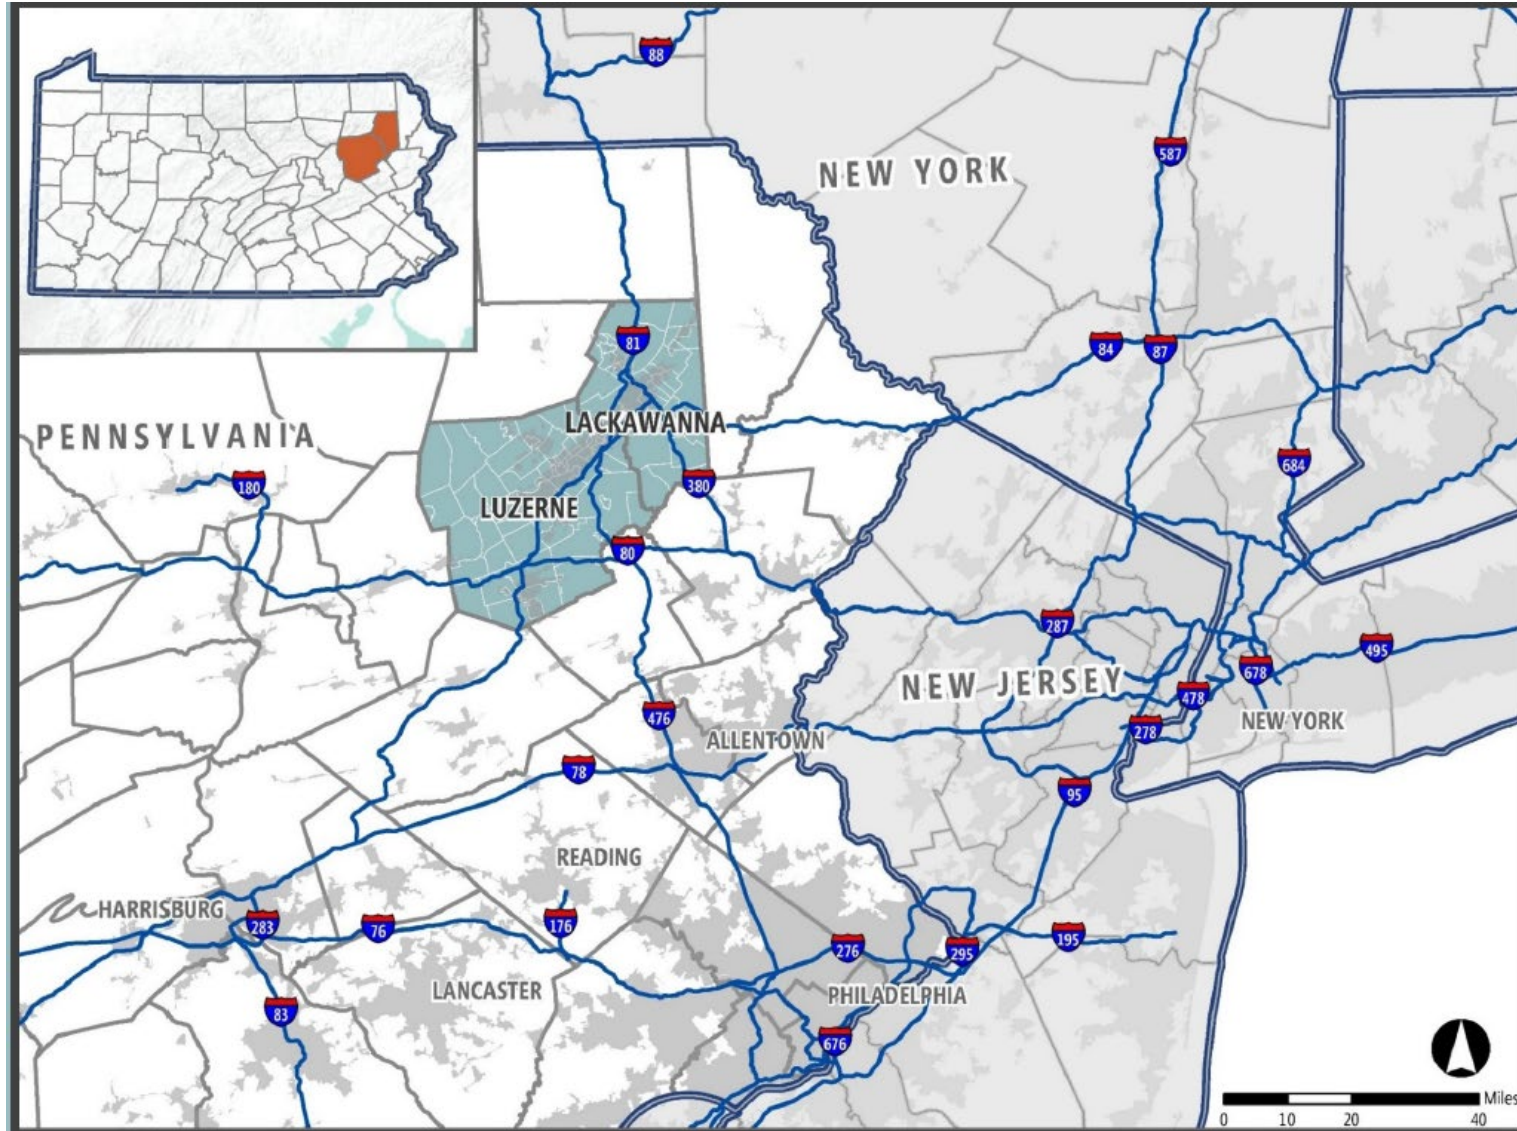 88
587
NEW YORK
81
84
87
LACKAWANNA
PENNSYLVANIA
180
380
684
LUZERNE
80
287
495
678
NEW JERSEY
478
476
278
NEW YORK
ALLENTOWN
78
95
READING
HARRISBURG
283
76
176
276
295
195
LANCASTER
PHILADELPHIA
83
676
Miles
0 10 20 40